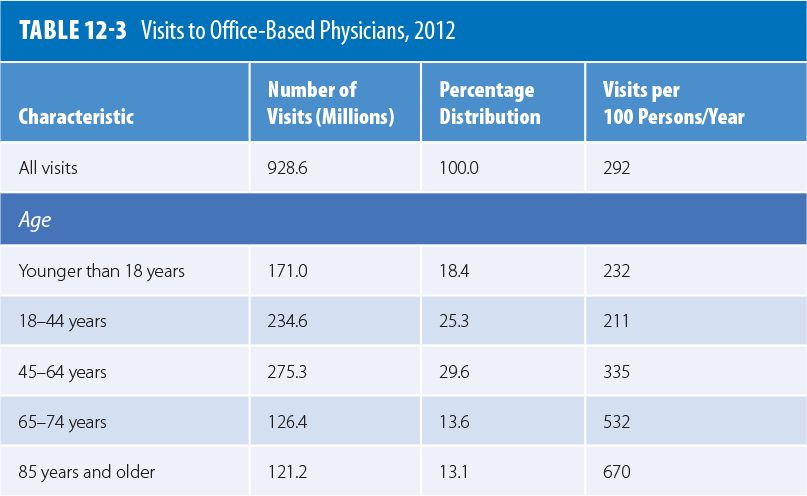 TABLE 12-3 Visits to Office-Based Physicians, 2012
Characteristic Number of Visits (Millions) Percentage Distribution Visits per 100 Persons/Year
All visits 928.6 100.0 292
Age
Younger than 18 years 171.0 18.4 232
18–44 years 234.6 25.3 211
45–64 years 275.3 29.6 335
65–74 years 126.4 13.6 532
85 years and older 121.2 13.1 670